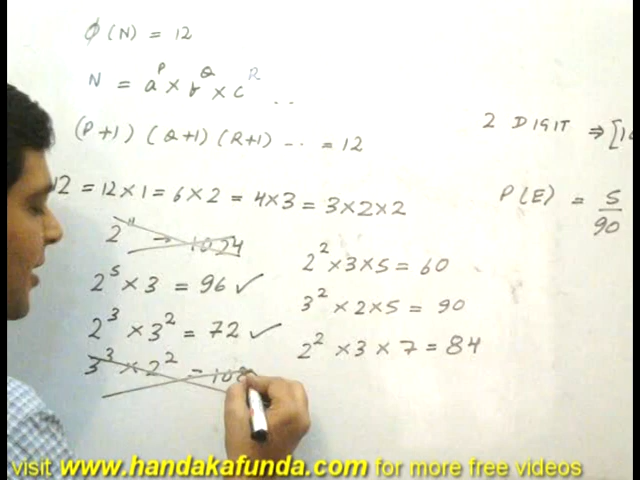 ϕ(N) = 12
N = a^P × b^Q × c^R ..
(P+1) (Q+1) (R+1) -- = 12
12 = 12×1 = 6×2 = 4×3 = 3×2×2
2^11 → 1024
2^5 × 3 = 96 ✓
2^3 × 3^2 = 72 ✓
3^3 × 2^2 = 108
2^2 × 3 × 5 = 60
3^2 × 2 × 5 = 90
2^2 × 3 × 7 = 84
2 DIGIT ⇒ [10
P(E) = 5/90
visit www.handakafunda.com for more free videos